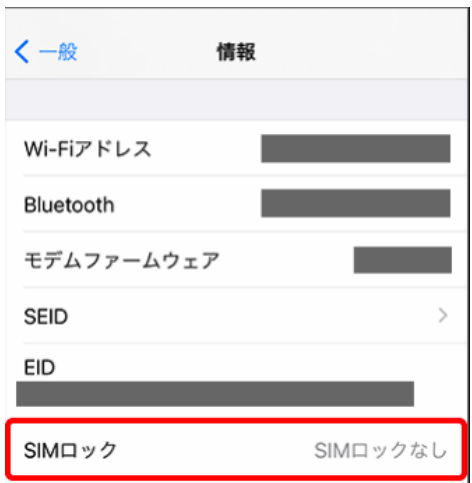 一般 情報
Wi-Fiアドレス
Bluetooth
モデムファームウェア
SEID
EID
SIMロック SIMロックなし